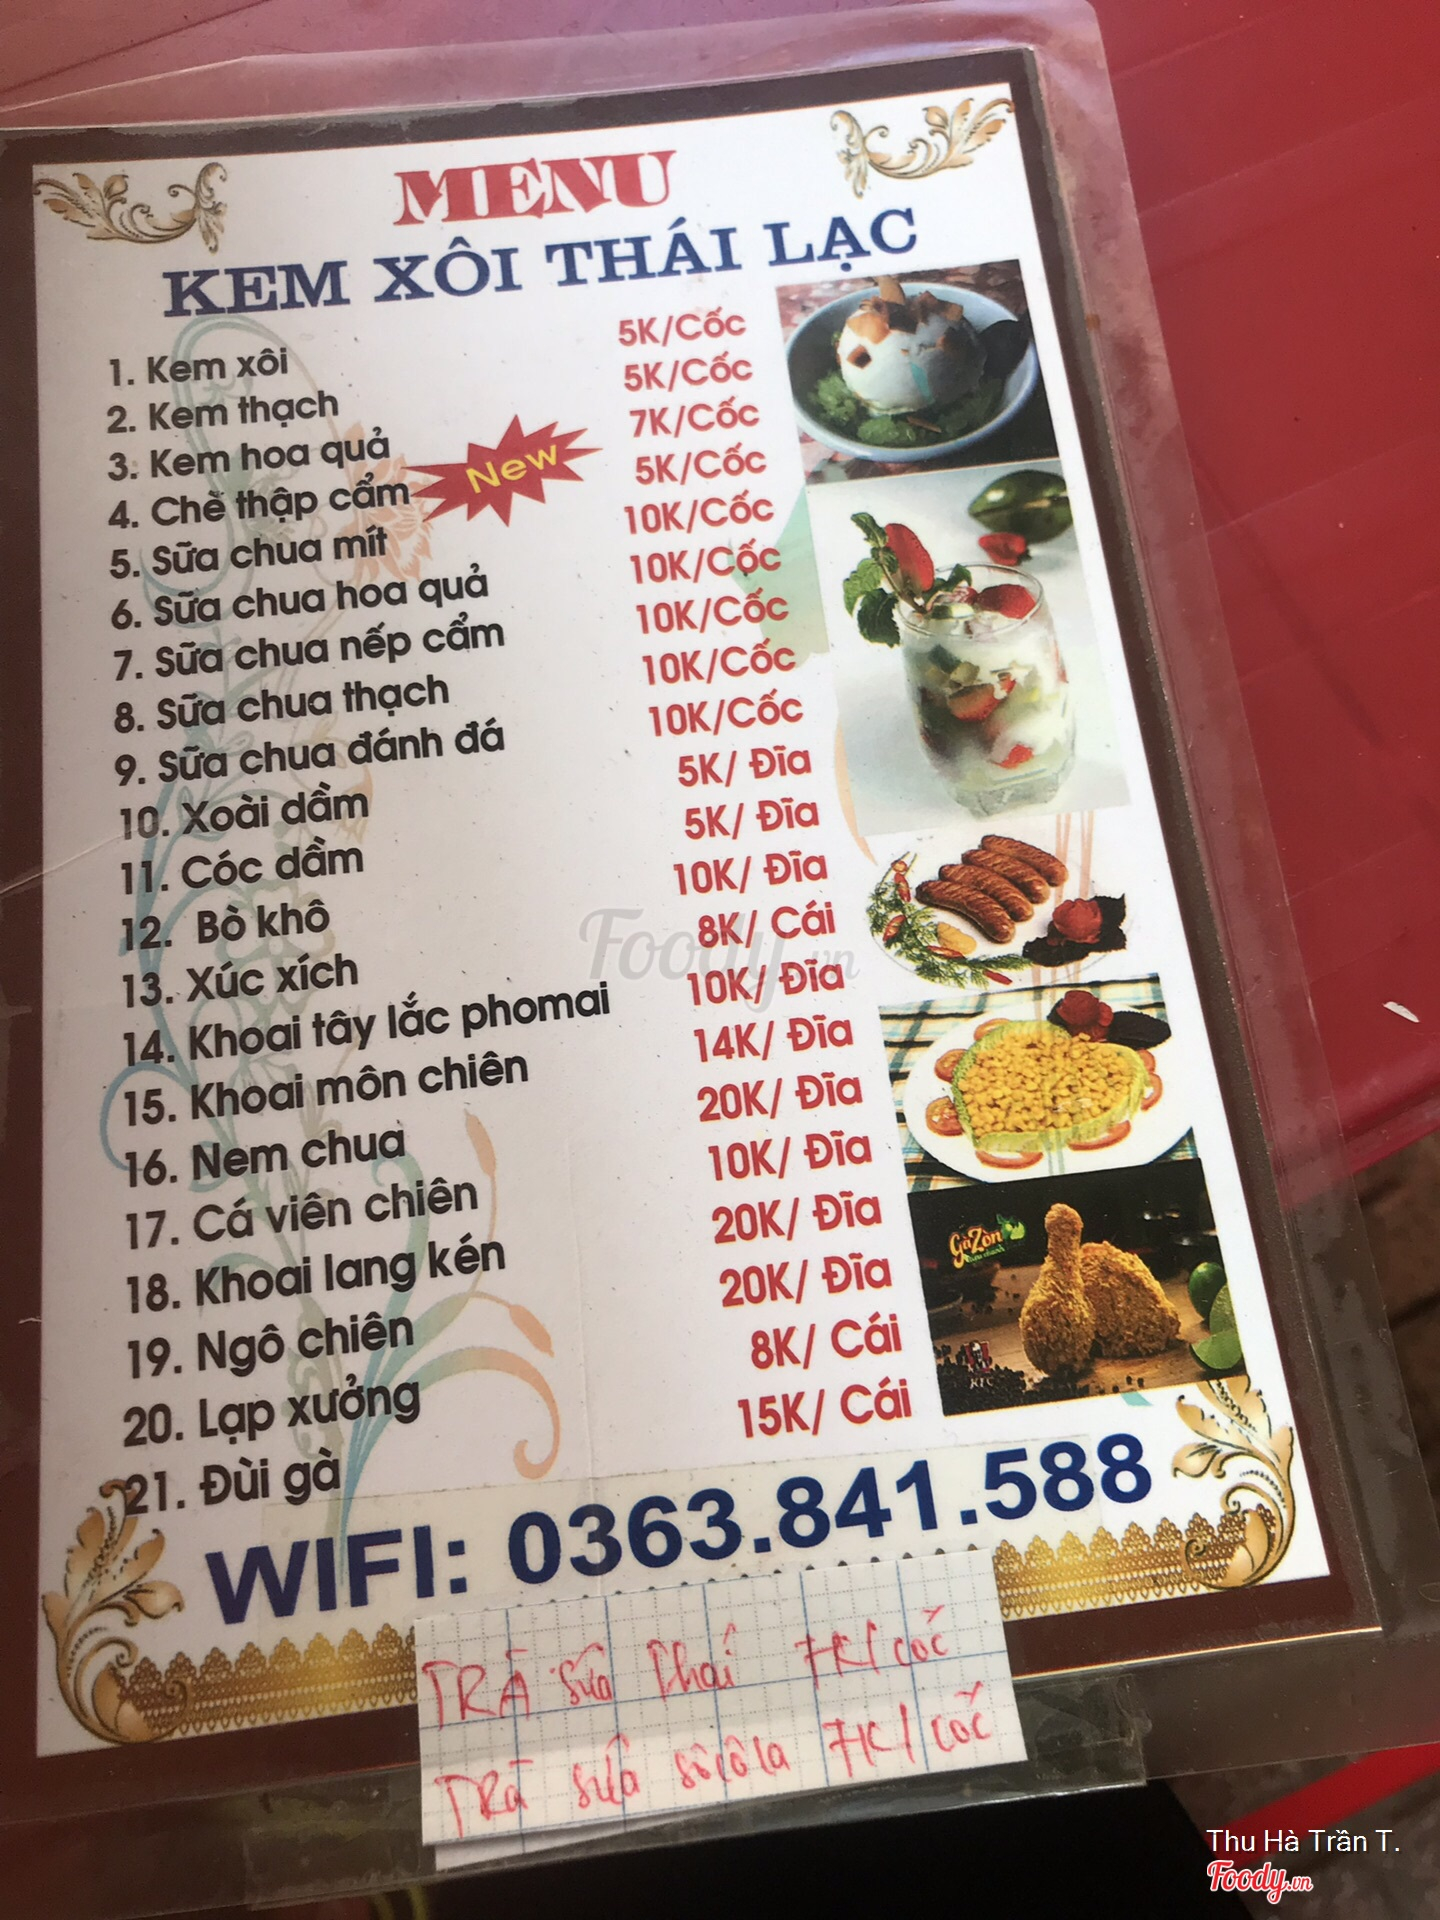 MENU
KEM XÔI THÁI LẠC
1. Kem xôi 5K/Cốc
2. Kem thạch 5K/Cốc
3. Kem hoa quả 7K/Cốc
4. Chè thập cẩm New 5K/Cốc
5. Sữa chua mít 10K/Cốc
6. Sữa chua hoa quả 10K/Cốc
7. Sữa chua nếp cẩm 10K/Cốc
8. Sữa chua thạch 10K/Cốc
9. Sữa chua đánh đá 10K/Cốc
10. Xoài dầm 5K/ Đĩa
11. Cóc dầm 5K/ Đĩa
12. Bò khô 10K/ Đĩa
13. Xúc xích 8K/ Cái
14. Khoai tây lắc phomai 10K/ Đĩa
15. Khoai môn chiên 14K/ Đĩa
16. Nem chua 20K/ Đĩa
17. Cá viên chiên 10K/ Đĩa
18. Khoai lang kén 20K/ Đĩa
19. Ngô chiên 20K/ Đĩa
20. Lạp xưởng 8K/ Cái
21. Đùi gà 15K/ Cái
GàZòn
KFC
WIFI: 0363.841.588
TRÀ sữa Thái 7K/cốc
TRà sữa sôcôla 7K/cốc
Foody.vn
Thu Hà Trần T.
Foody.vn